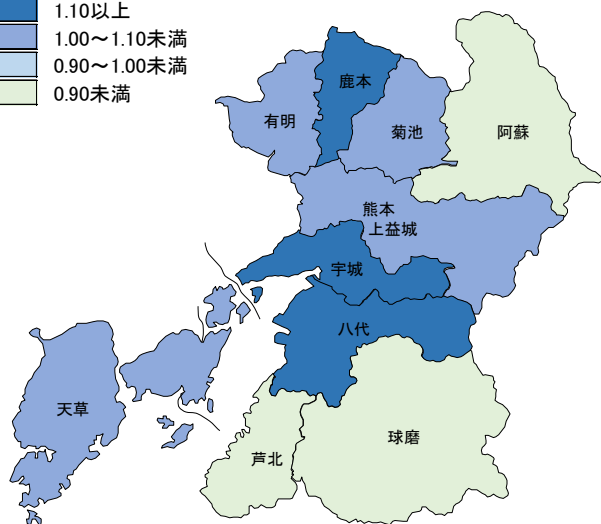 1.10以上
1.00～1.10未満
0.90～1.00未満
0.90未満
鹿本
有明
菊池
阿蘇
熊本
上益城
宇城
八代
天草
球磨
芦北